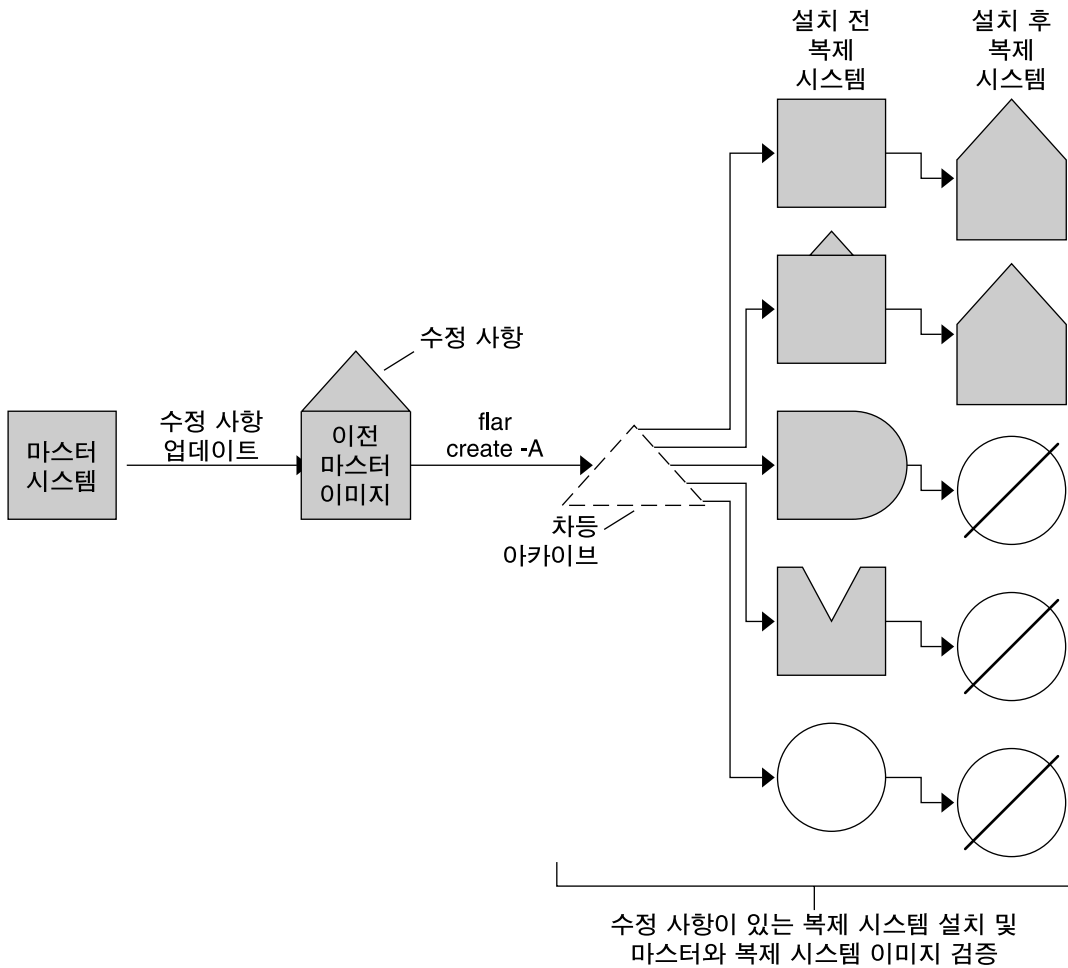 설치 전
복제
시스템
설치 후
복제
시스템
수정 사항
마스터
시스템
수정 사항
업데이트
이전
마스터
이미지
flar
create -A
차등
아카이브
수정 사항이 있는 복제 시스템 설치 및
마스터와 복제 시스템 이미지 검증